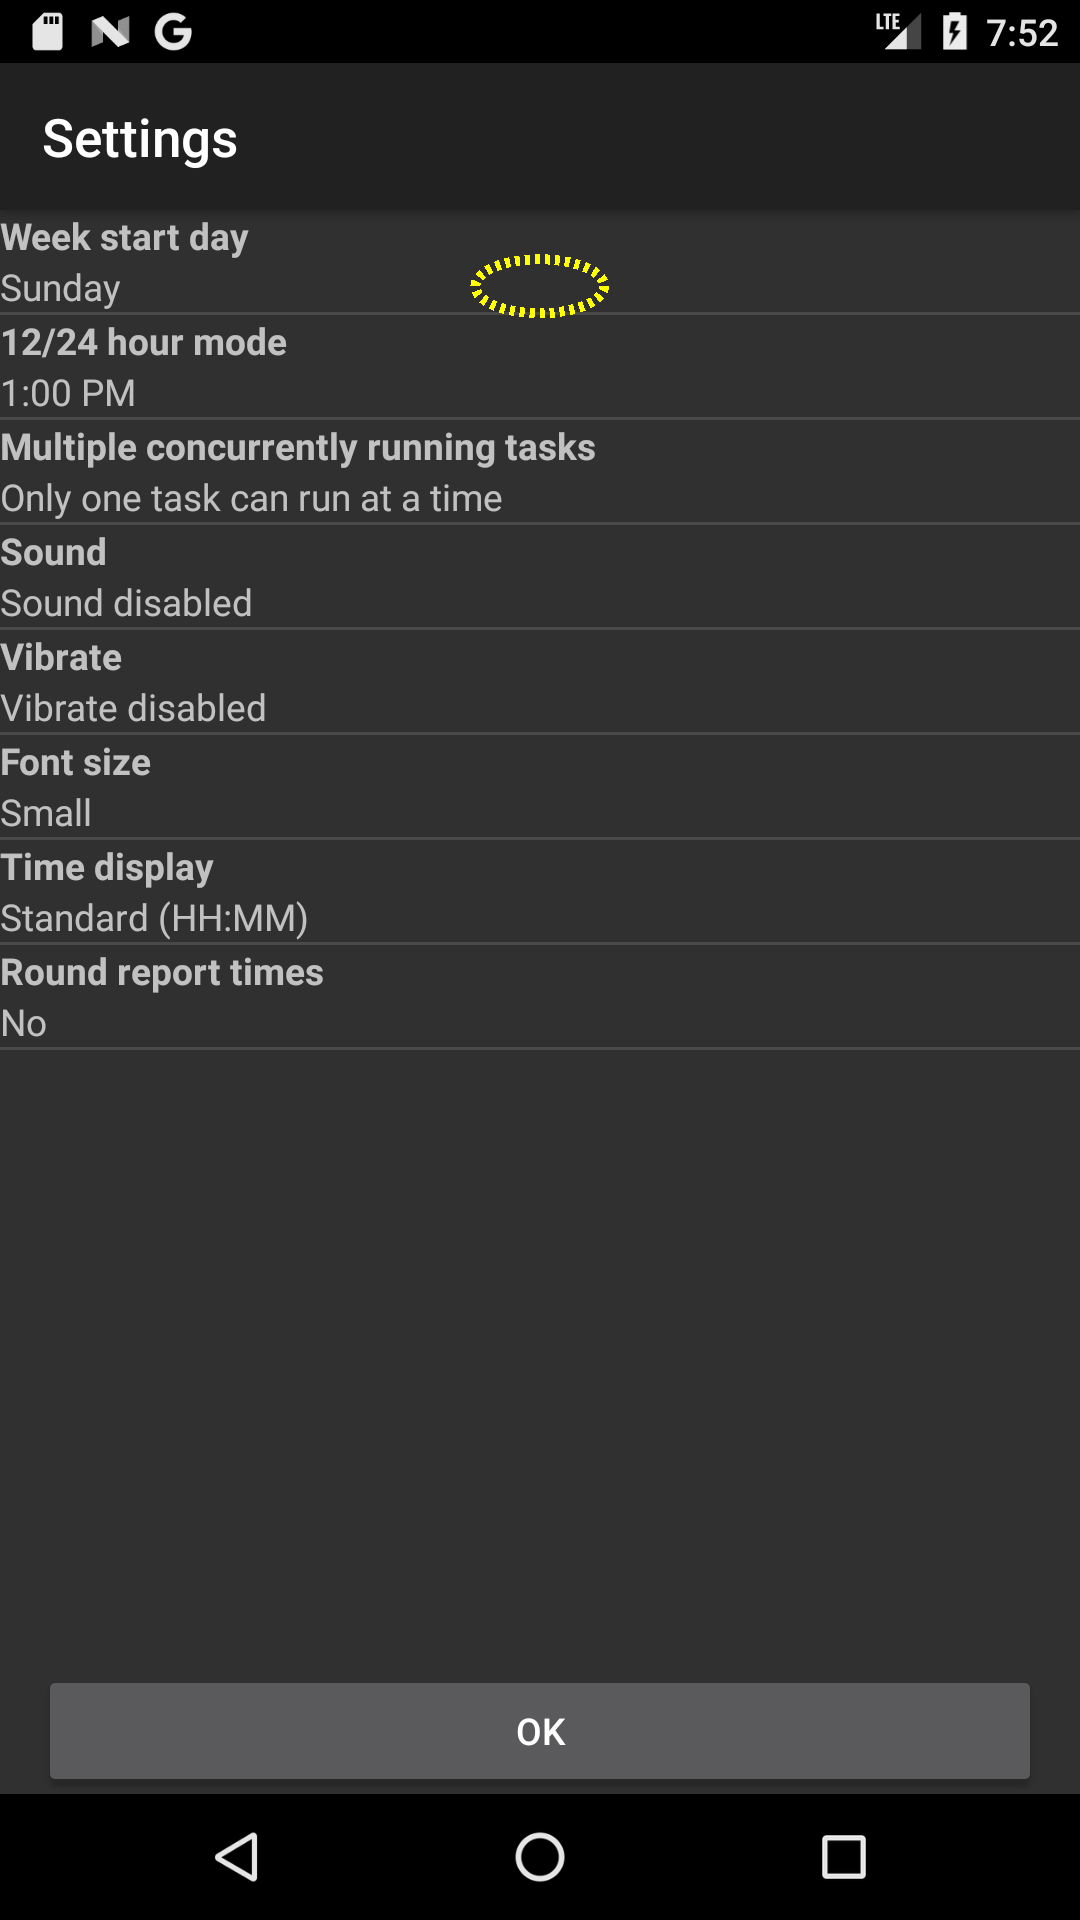 LTE 7:52
Settings
Week start day
Sunday
12/24 hour mode
1:00 PM
Multiple concurrently running tasks
Only one task can run at a time
Sound
Sound disabled
Vibrate
Vibrate disabled
Font size
Small
Time display
Standard (HH:MM)
Round report times
No
OK